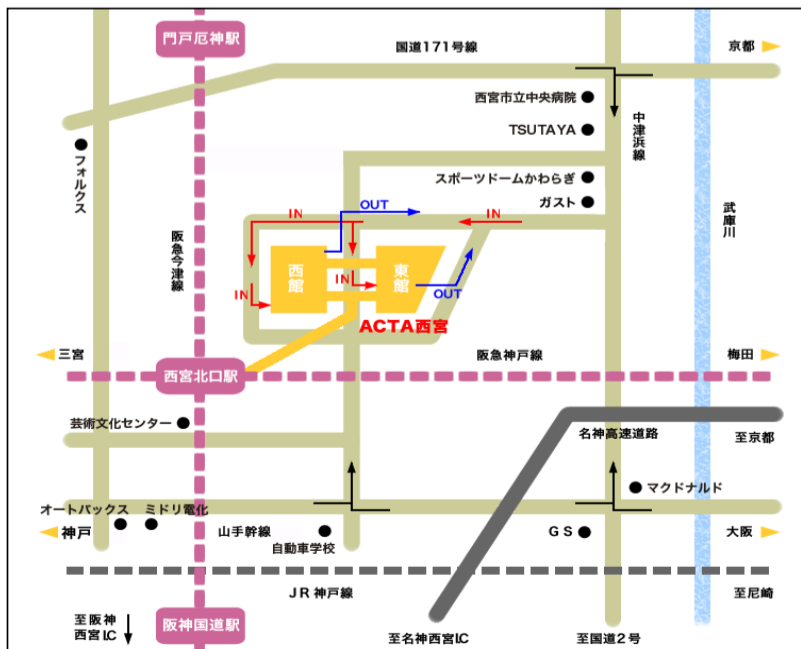 門戸厄神駅
国道171号線
京都
西宮市立中央病院
TSUTAYA
中津浜線
フォルクス
スポーツドームかわらぎ
ガスト
武庫川
阪急今津線
IN
OUT
IN
西館
東館
IN
IN
OUT
ACTA西宮
三宮
阪急神戸線
梅田
西宮北口駅
芸術文化センター
名神高速道路
至京都
マクドナルド
オートバックス
ミドリ電化
神戸
山手幹線
自動車学校
GS
大阪
JR神戸線
至尼崎
至阪神
西宮I.C
阪神国道駅
至名神西宮I.C
至国道2号